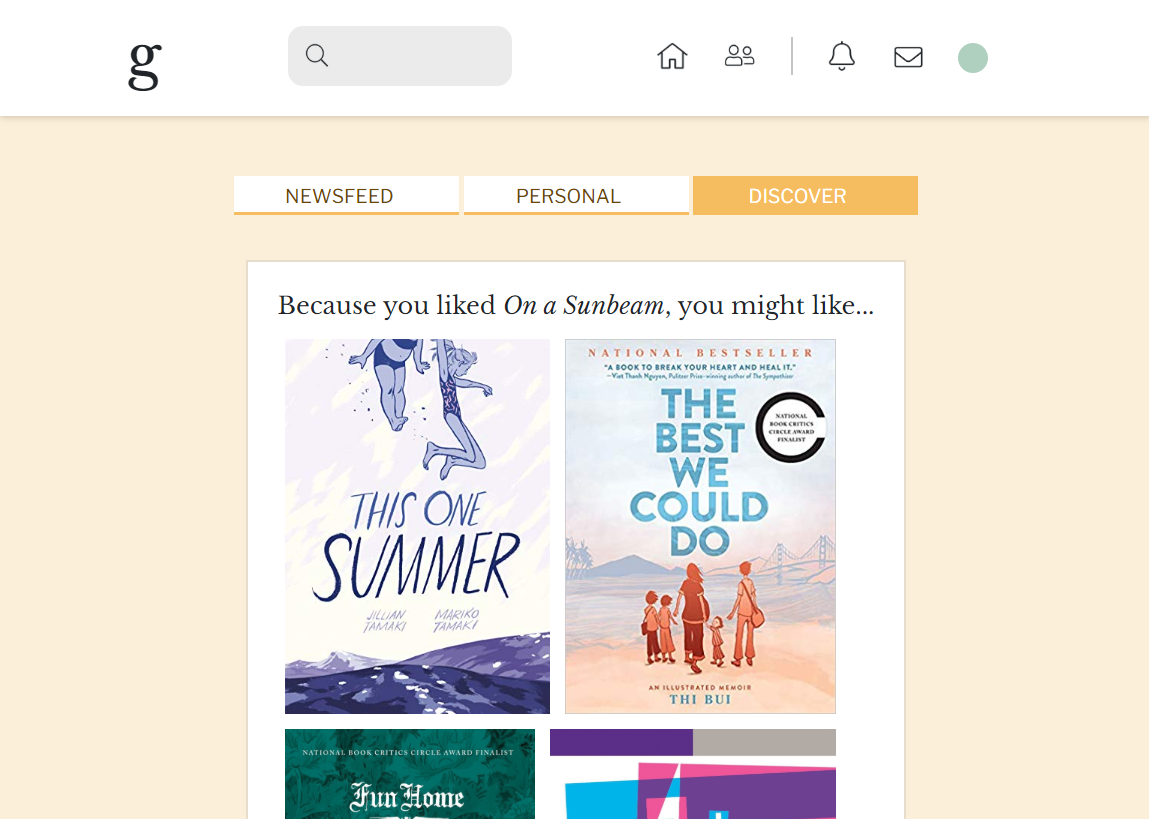 g
NEWSFEED PERSONAL DISCOVER
Because you liked On a Sunbeam, you might like...
THIS ONE
SUMMER
JILLIAN
TAMAKI
MARIKO
TAMAKI
NATIONAL BESTSELLER
"A BOOK TO BREAK YOUR HEART AND HEAL IT."
—Viet Thanh Nguyen, Pulitzer Prize–winning author of The Sympathizer
THE
BEST
WE
COULD
DO
NATIONAL
BOOK CRITICS
CIRCLE AWARD
FINALIST
AN ILLUSTRATED MEMOIR
THI BUI
NATIONAL BOOK CRITICS CIRCLE AWARD FINALIST
Fun Home